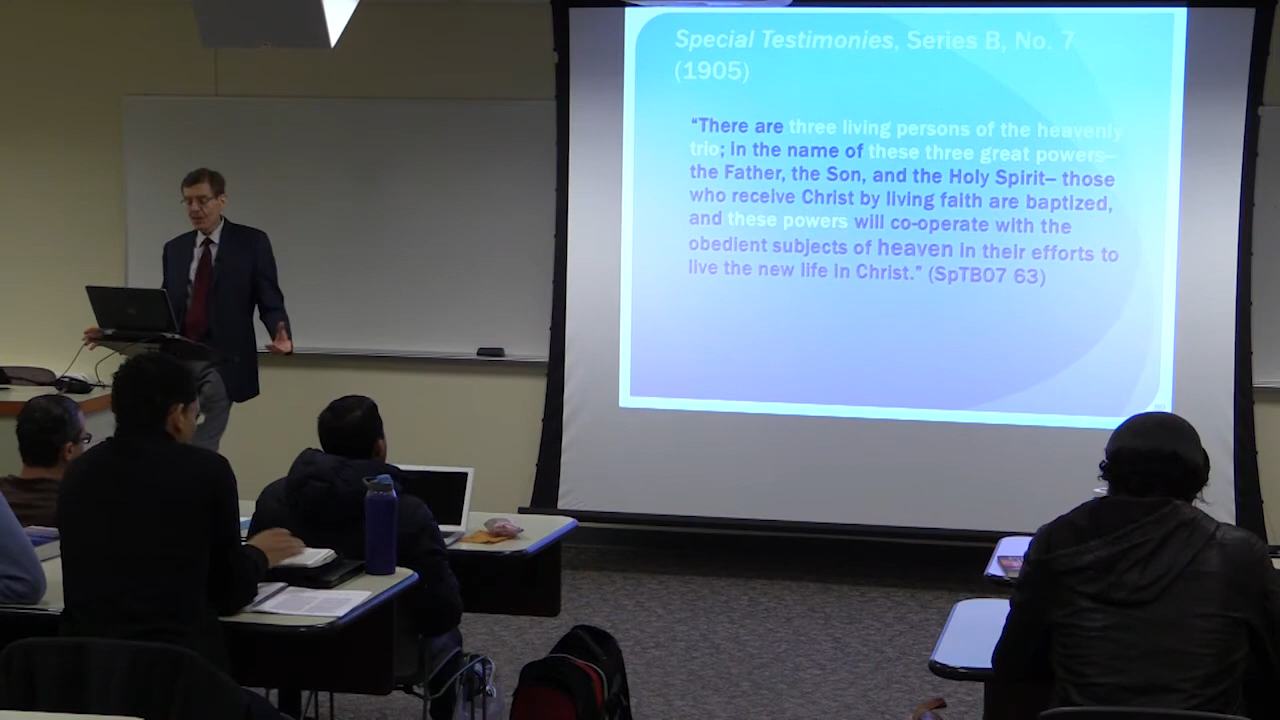 Special Testimonies, Series B, No. 7
(1905)
“There are three living persons of the heavenly
trio; in the name of these three great powers–
the Father, the Son, and the Holy Spirit– those
who receive Christ by living faith are baptized,
and these powers will co-operate with the
obedient subjects of heaven in their efforts to
live the new life in Christ.” (SpTB07 63)